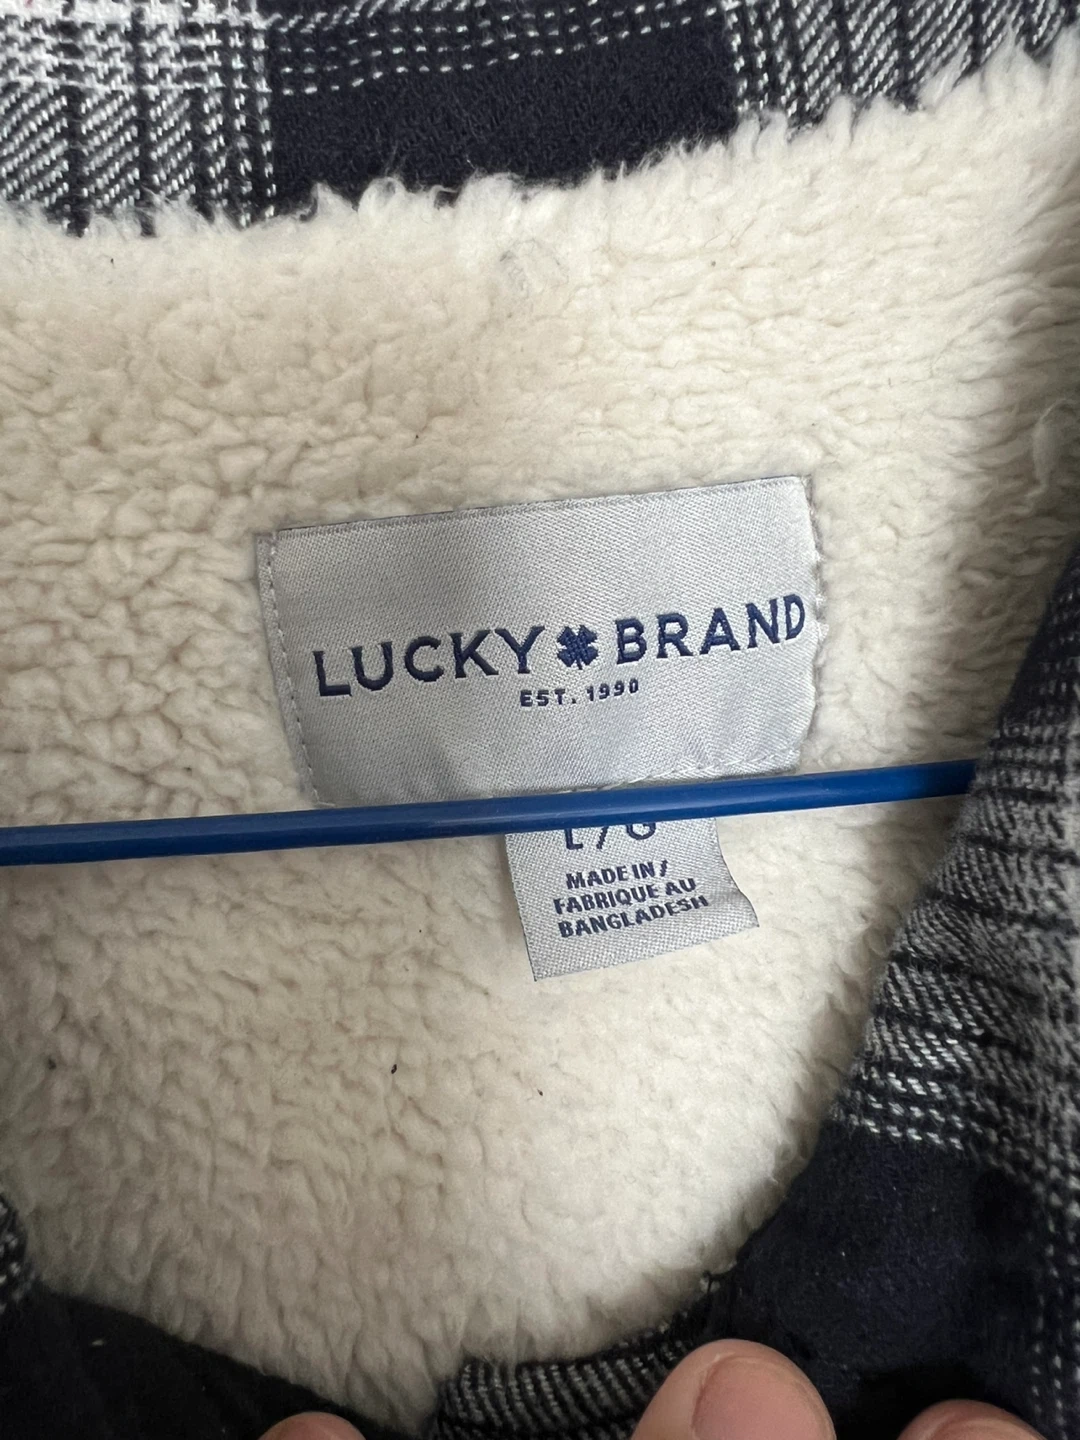 LUCKY BRAND
EST. 1990
L / G
MADE IN /
FABRIQUE AU
BANGLADESH